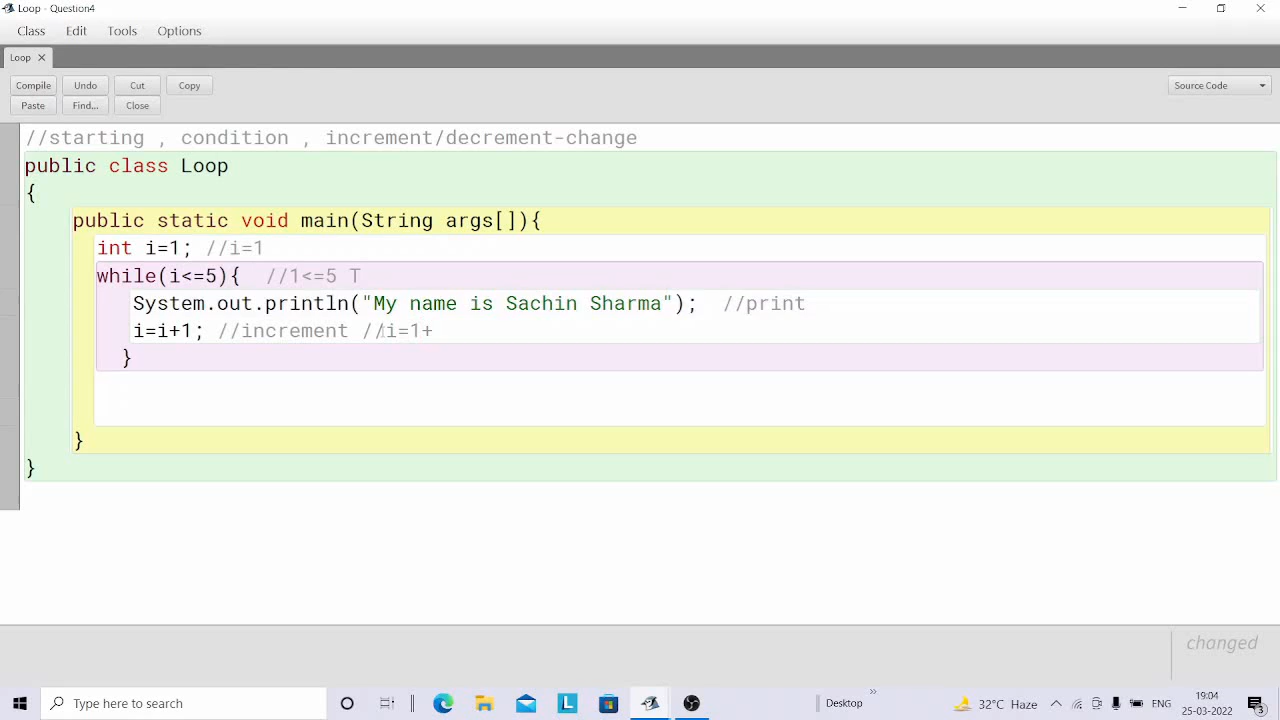 Loop - Question4
Class Edit Tools Options
Loop
Compile Undo Cut Copy Source Code
Paste Find... Close
//starting , condition , increment/decrement-change
public class Loop
{
public static void main(String args[]){
int i=1; //i=1
while(i<=5){ //1<=5 T
System.out.println("My name is Sachin Sharma"); //print
i=i+1; //increment //i=1+
}
}
}
changed
Type here to search
Desktop
32°C Haze
ENG
19:04
25-03-2022
3